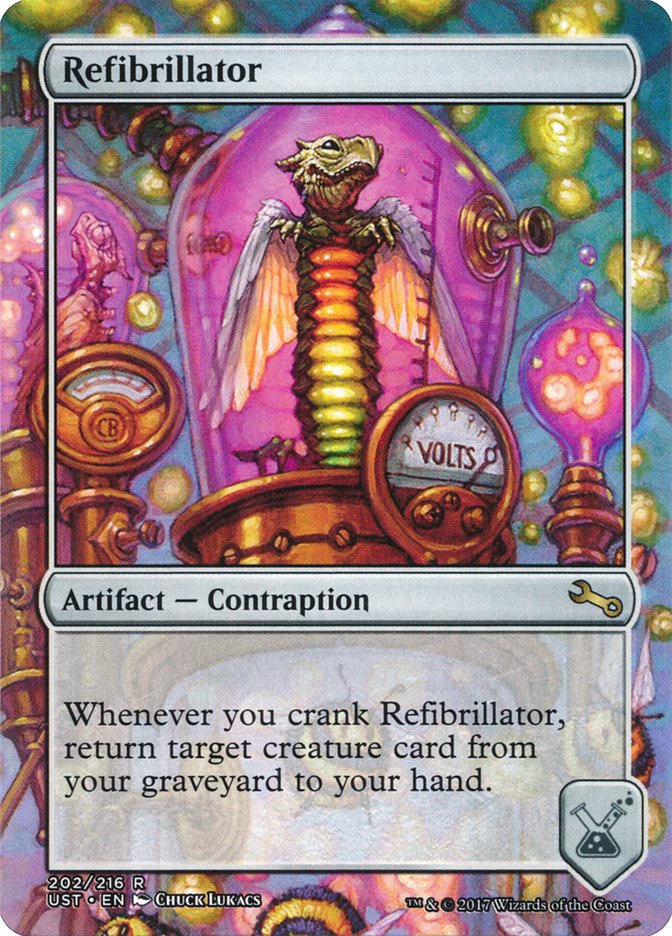 Refibrillator
CB
VOLTS
Artifact — Contraption
Whenever you crank Refibrillator,
return target creature card from
your graveyard to your hand.
202/216 R
UST • EN Chuck Lukacs
™ & © 2017 Wizards of the Coast